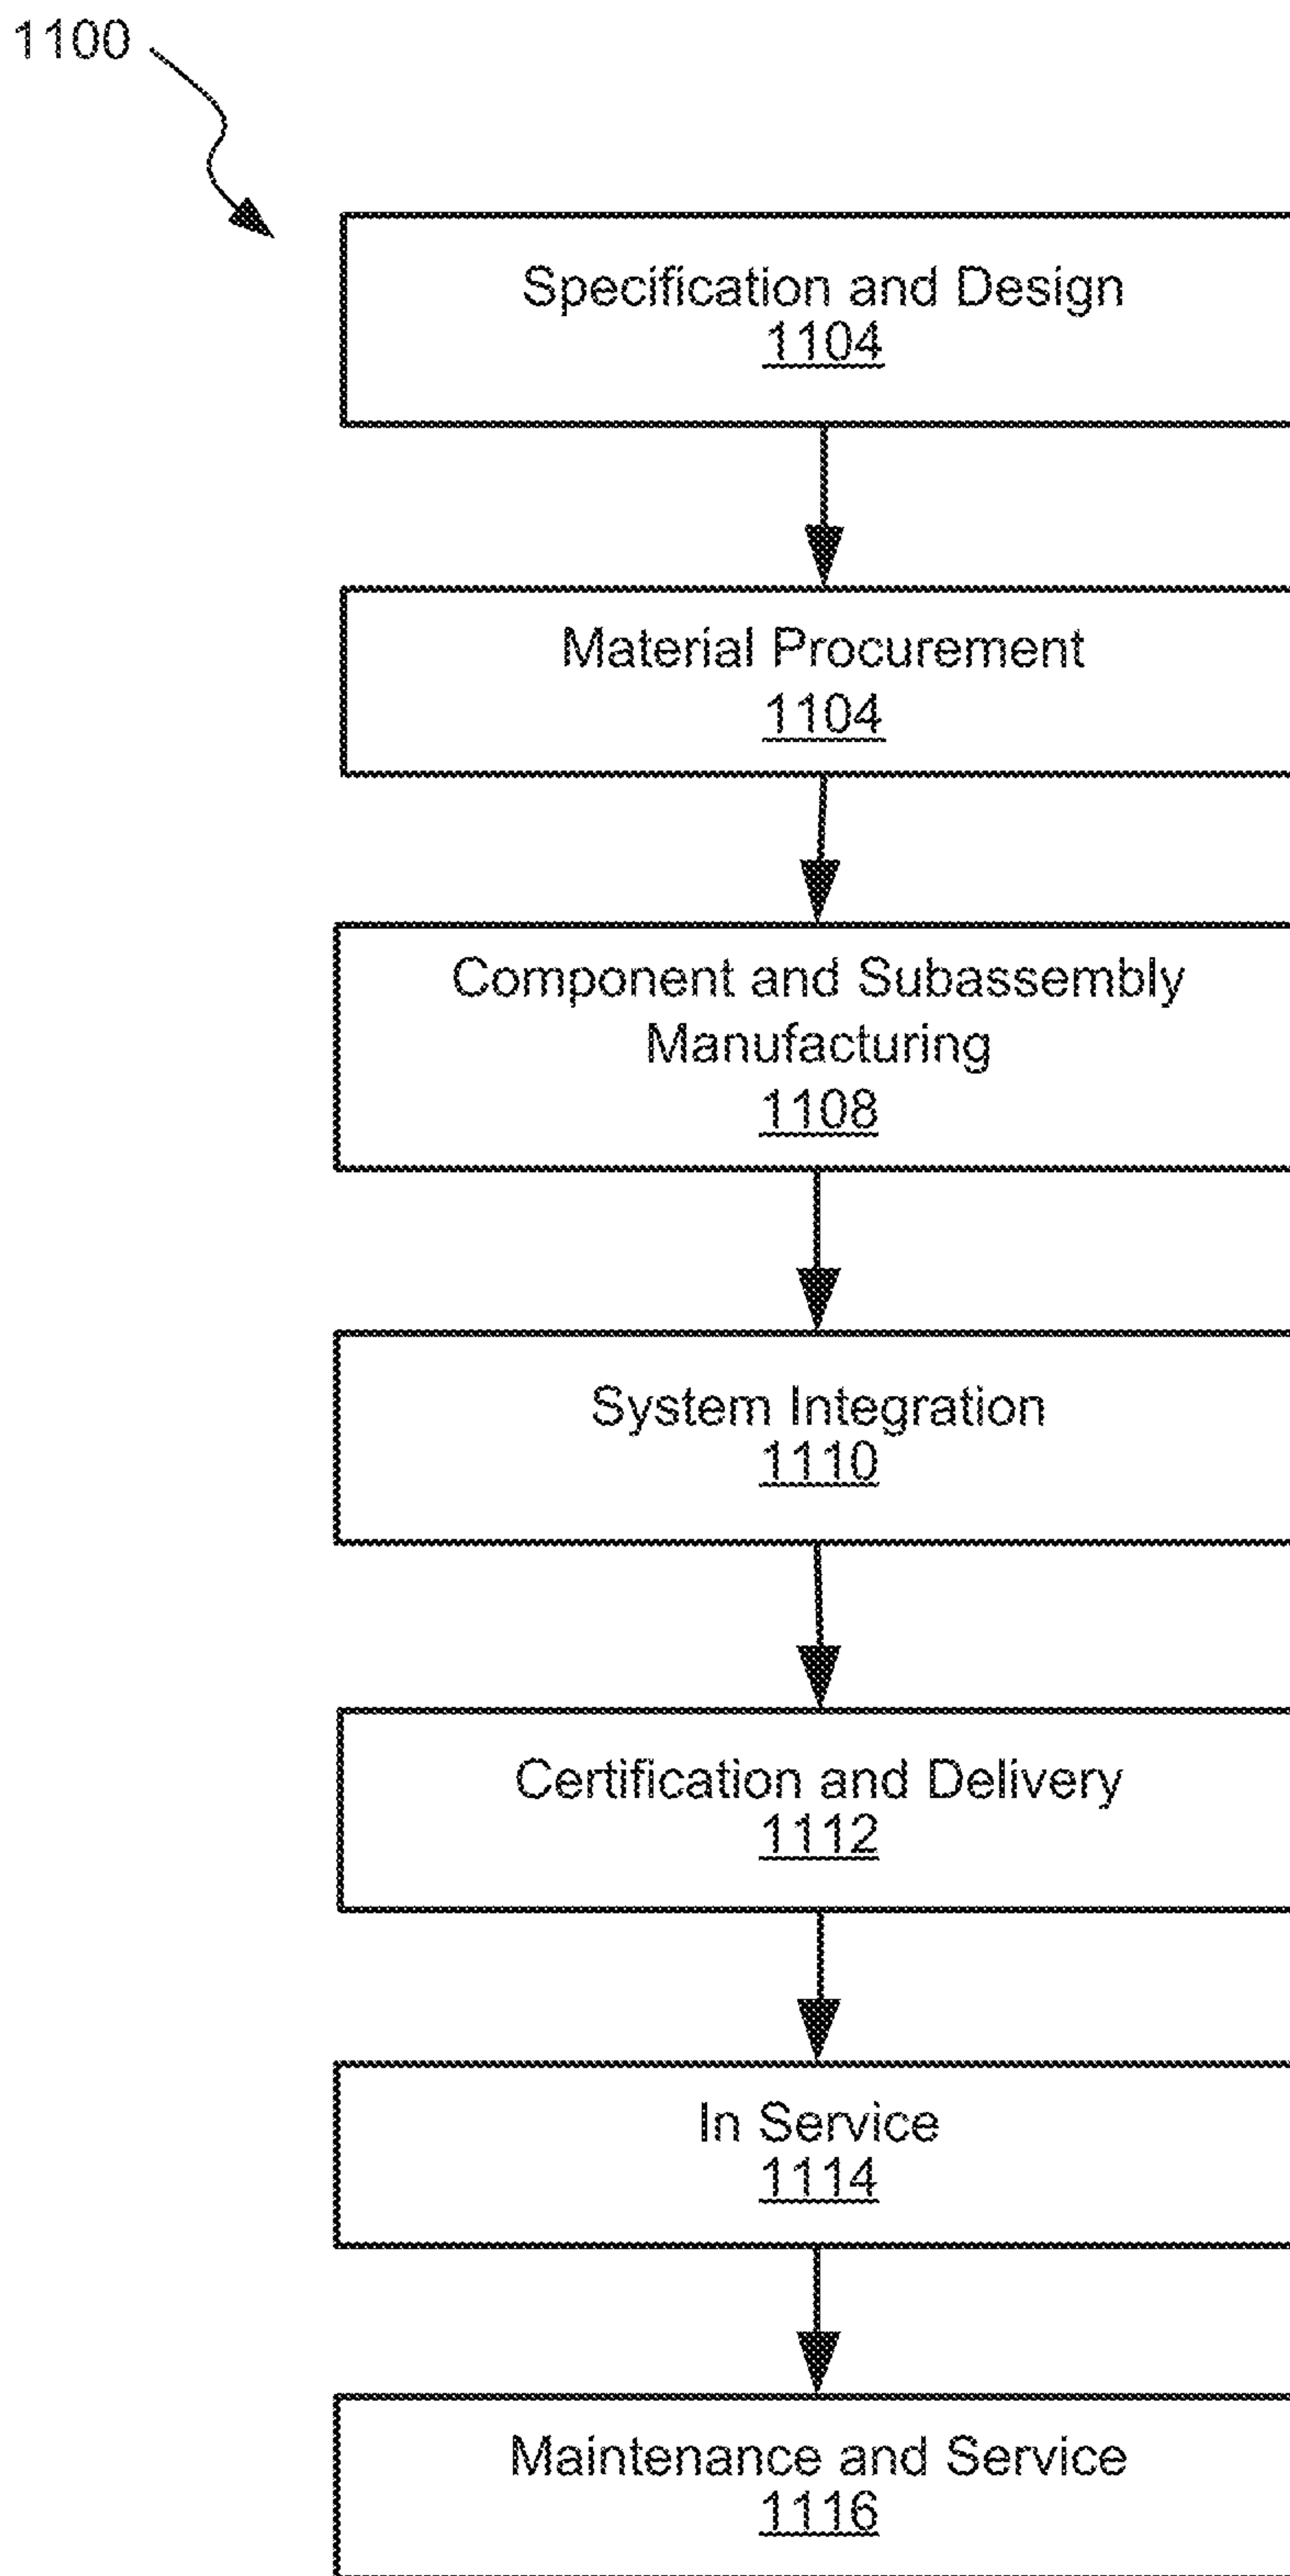 1100
Specification and Design
1104
Material Procurement
1104
Component and Subassembly
Manufacturing
1108
System Integration
1110
Certification and Delivery
1112
In Service
1114
Maintenance and Service
1116